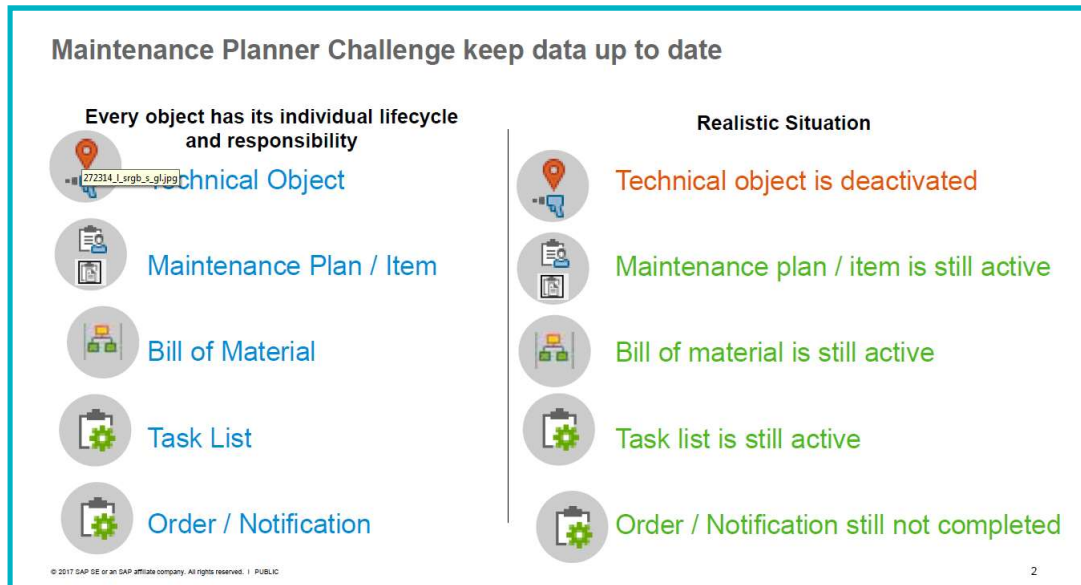 Maintenance Planner Challenge keep data up to date
Every object has its individual lifecycle
and responsibility
272314_l_srgb_s_gl.jpg
chnical Object
Maintenance Plan / Item
Bill of Material
Task List
Order / Notification
Realistic Situation
Technical object is deactivated
Maintenance plan / item is still active
Bill of material is still active
Task list is still active
Order / Notification still not completed
© 2017 SAP SE or an SAP affiliate company. All rights reserved. I PUBLIC
2